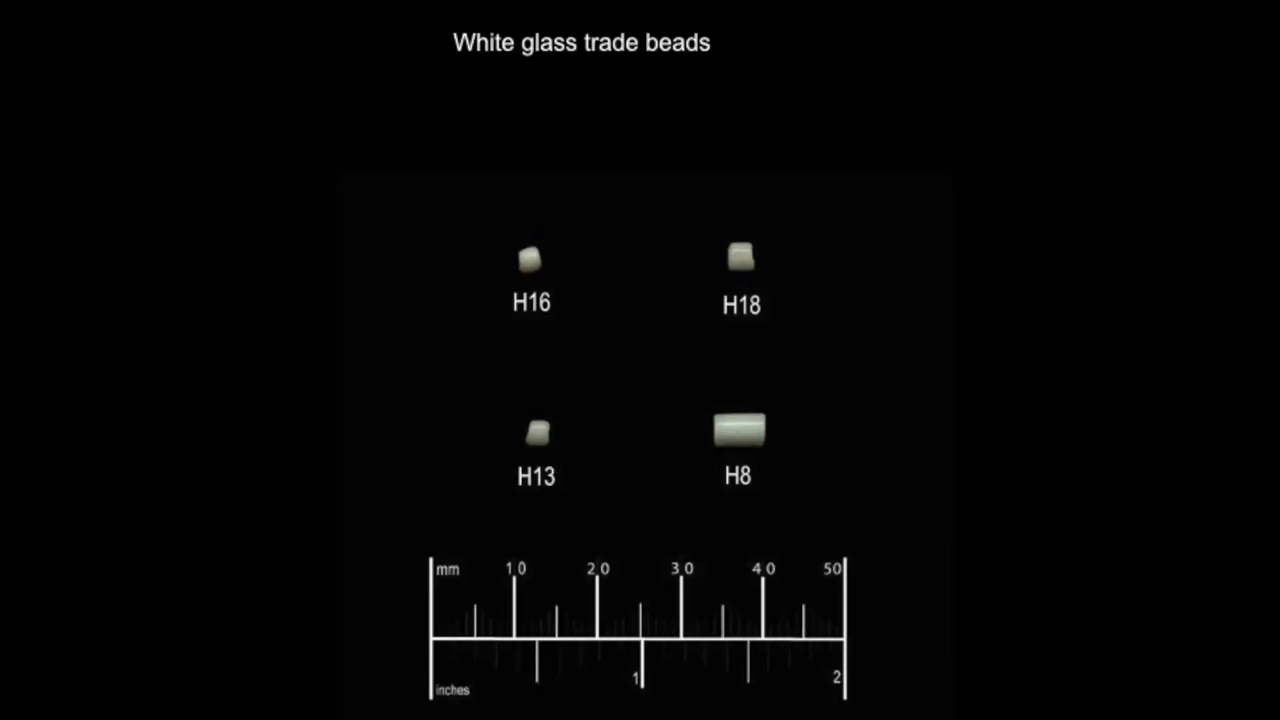 White glass trade beads
H16 H18
H13 H8
mm 10 20 30 40 50
1 2
inches